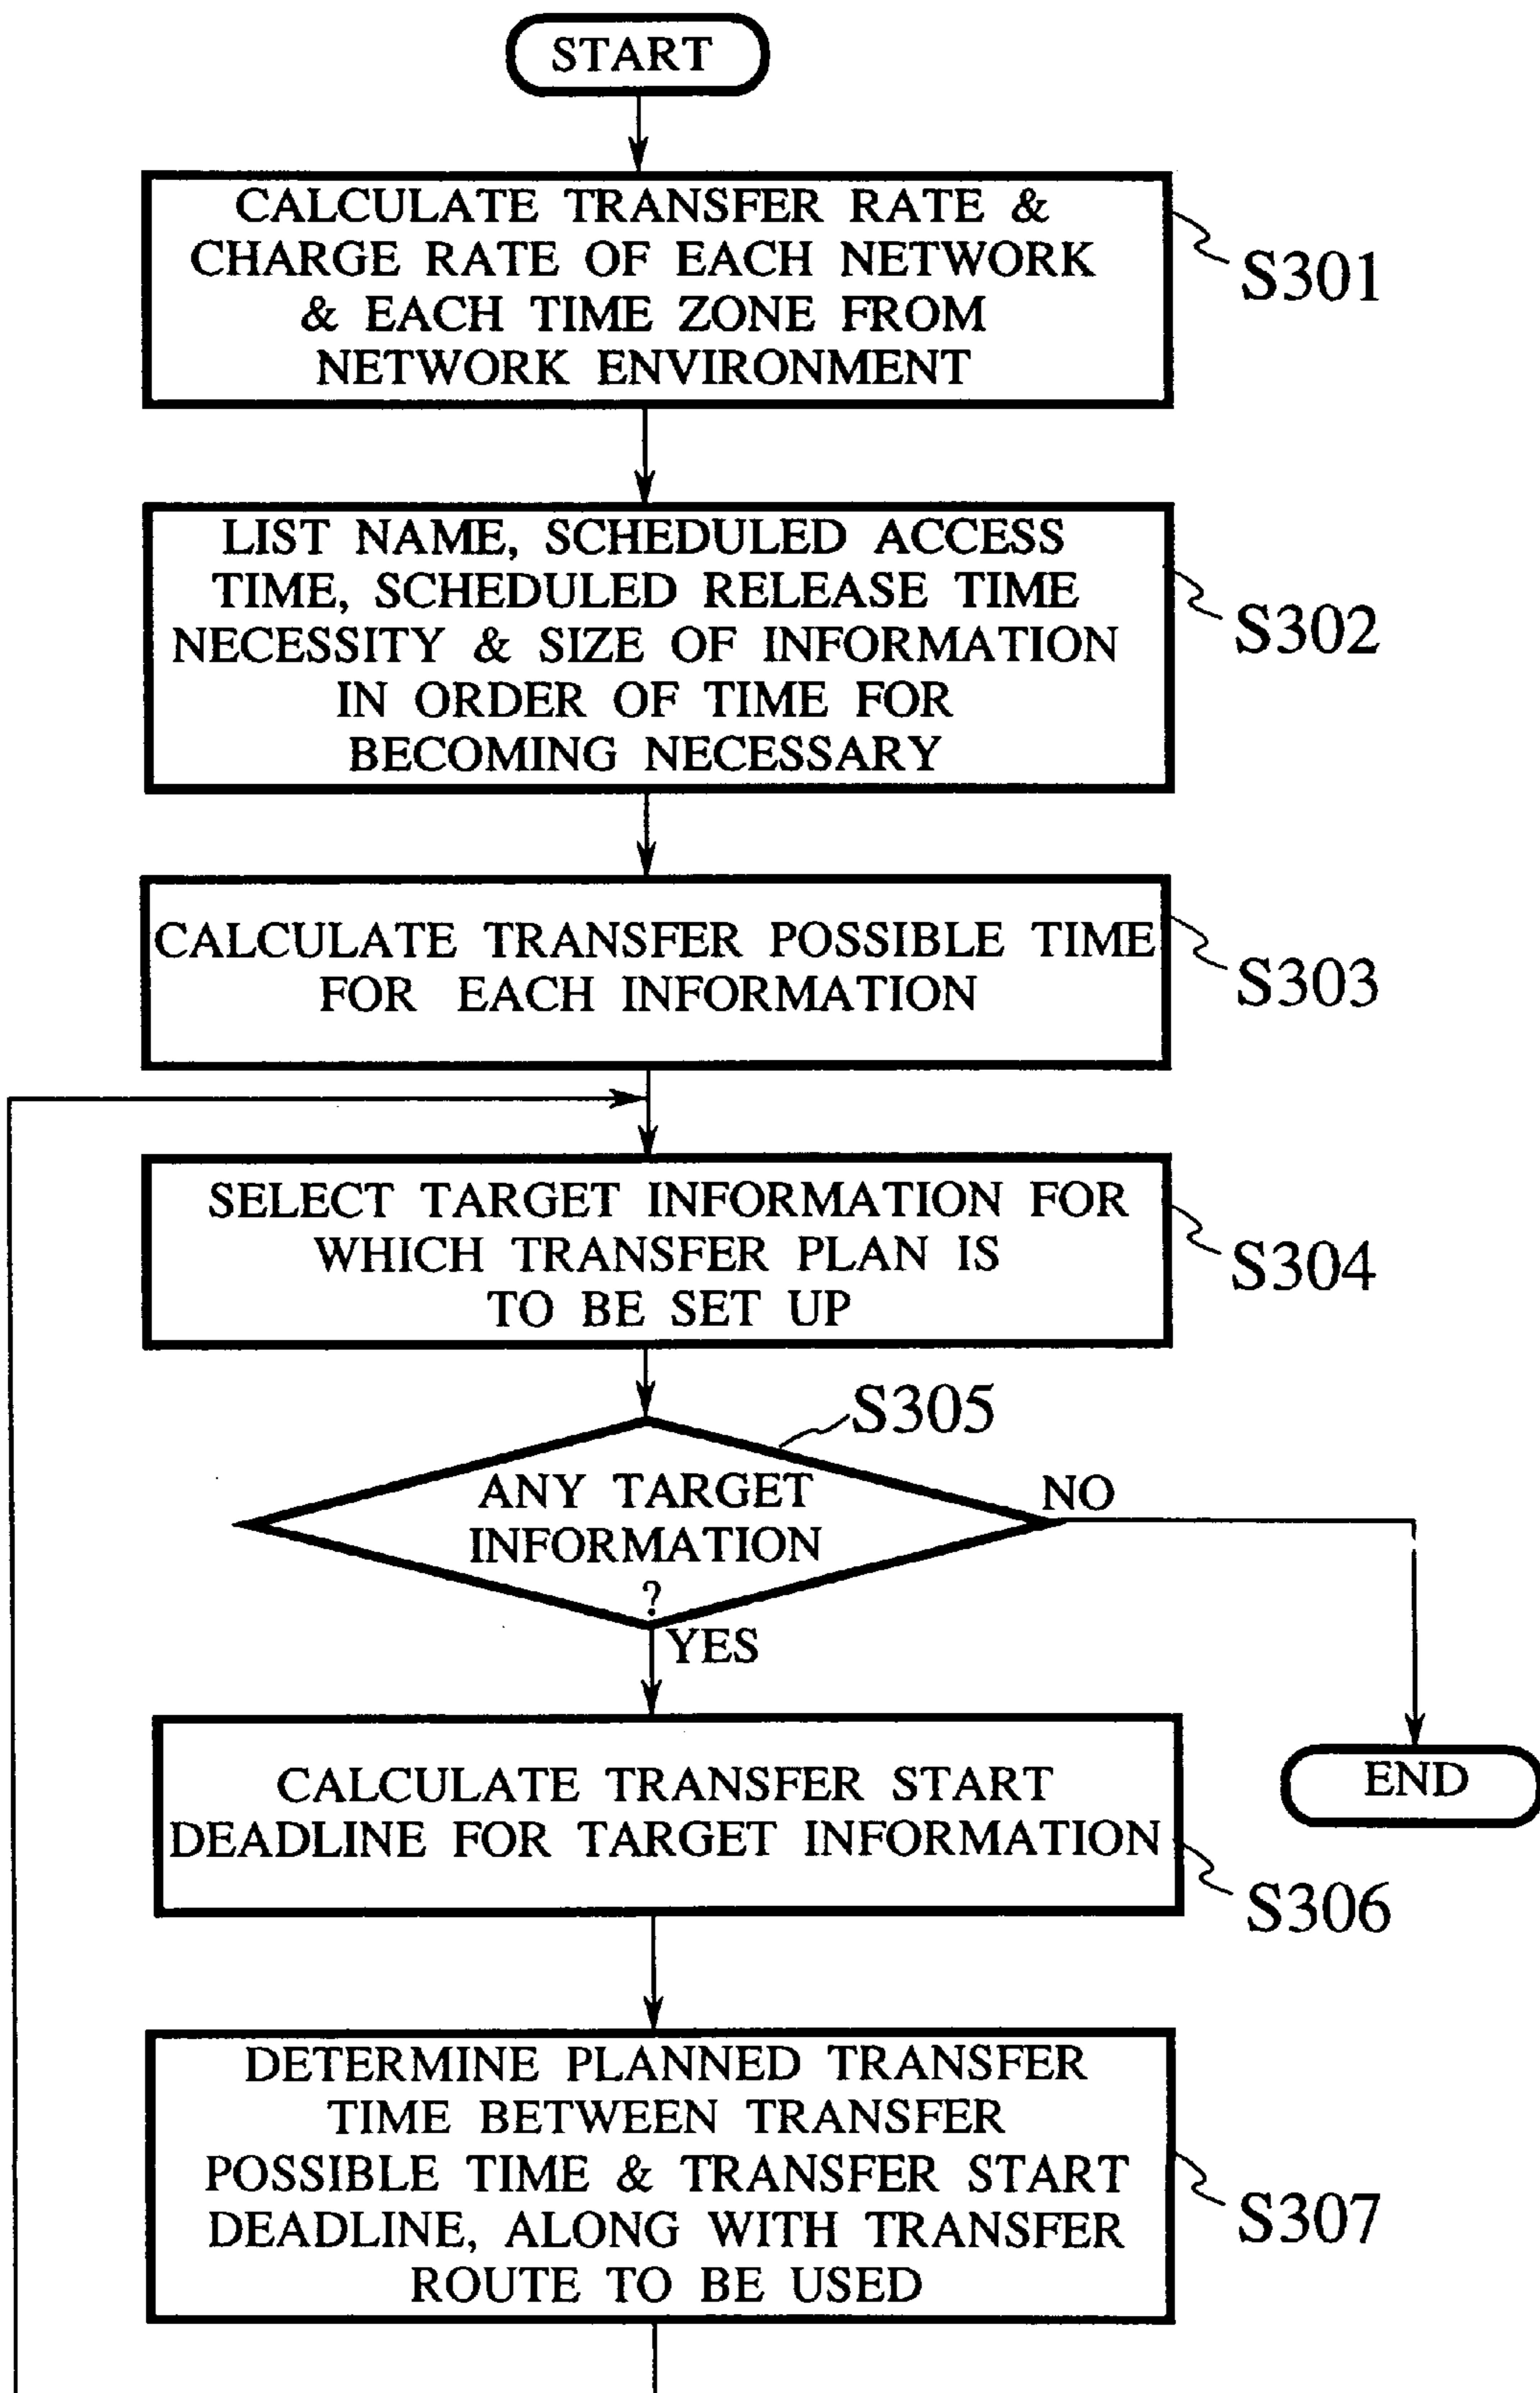 START
CALCULATE TRANSFER RATE &
CHARGE RATE OF EACH NETWORK
& EACH TIME ZONE FROM
NETWORK ENVIRONMENT
S301
LIST NAME, SCHEDULED ACCESS
TIME, SCHEDULED RELEASE TIME
NECESSITY & SIZE OF INFORMATION
IN ORDER OF TIME FOR
BECOMING NECESSARY
S302
CALCULATE TRANSFER POSSIBLE TIME
FOR EACH INFORMATION
S303
SELECT TARGET INFORMATION FOR
WHICH TRANSFER PLAN IS
TO BE SET UP
S304
S305
ANY TARGET
INFORMATION
?
NO
YES
CALCULATE TRANSFER START
DEADLINE FOR TARGET INFORMATION
S306
END
DETERMINE PLANNED TRANSFER
TIME BETWEEN TRANSFER
POSSIBLE TIME & TRANSFER START
DEADLINE, ALONG WITH TRANSFER
ROUTE TO BE USED
S307